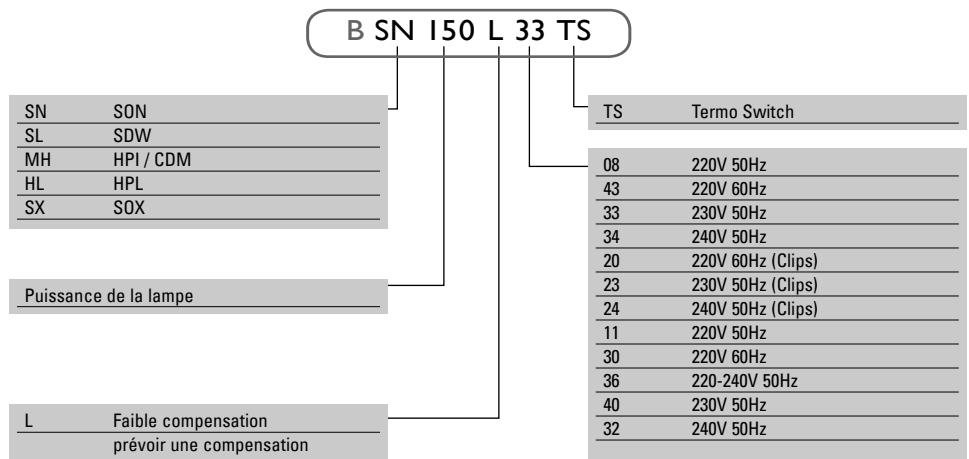 B SN 150 L 33 TS
SN SON
SL SDW
MH HPI / CDM
HL HPL
SX SOX
Puissance de la lampe
L Faible compensation
prévoir une compensation
TS Termo Switch
08 220V 50Hz
43 220V 60Hz
33 230V 50Hz
34 240V 50Hz
20 220V 60Hz (Clips)
23 230V 50Hz (Clips)
24 240V 50Hz (Clips)
11 220V 50Hz
30 220V 60Hz
36 220-240V 50Hz
40 230V 50Hz
32 240V 50Hz